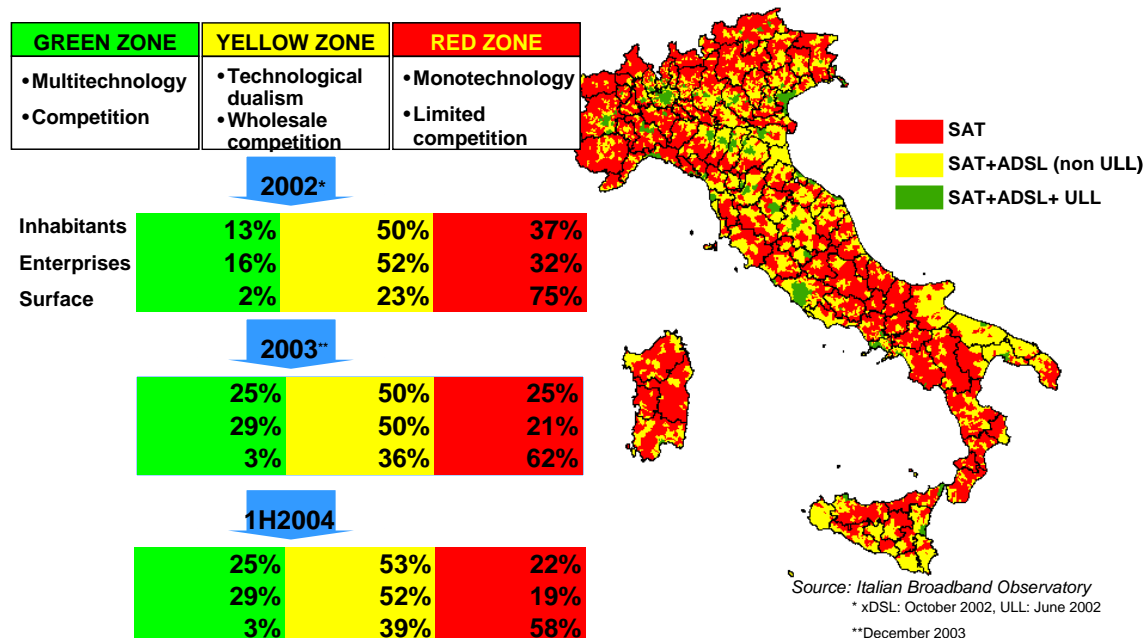 GREEN ZONE YELLOW ZONE RED ZONE
•Multitechnology
•Competition
•Technological
dualism
•Wholesale
competition
•Monotechnology
•Limited
competition
2002*
Inhabitants 13% 50% 37%
Enterprises 16% 52% 32%
Surface 2% 23% 75%
2003**
25% 50% 25%
29% 50% 21%
3% 36% 62%
1H2004
25% 53% 22%
29% 52% 19%
3% 39% 58%
SAT
SAT+ADSL (non ULL)
SAT+ADSL+ ULL
Source: Italian Broadband Observatory
* xDSL: October 2002, ULL: June 2002
**December 2003